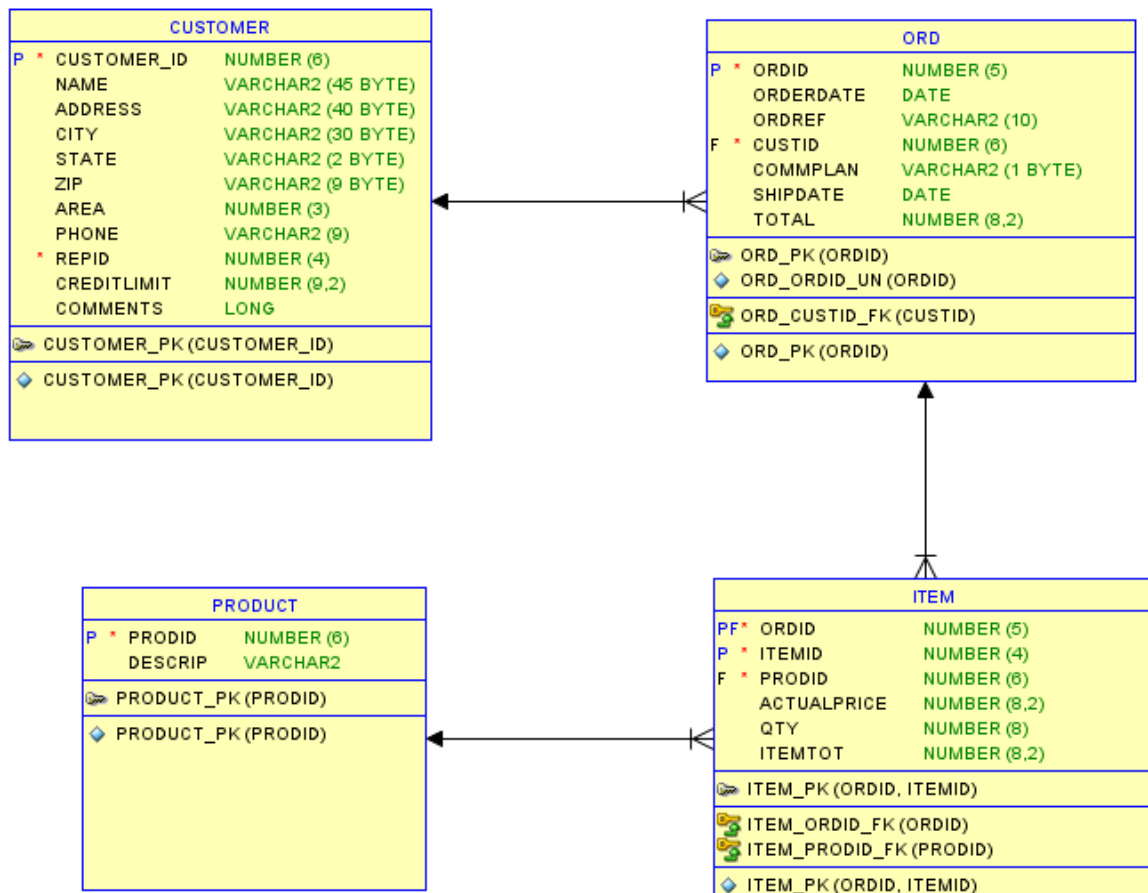 CUSTOMER
P * CUSTOMER_ID NUMBER (6)
NAME VARCHAR2 (45 BYTE)
ADDRESS VARCHAR2 (40 BYTE)
CITY VARCHAR2 (30 BYTE)
STATE VARCHAR2 (2 BYTE)
ZIP VARCHAR2 (9 BYTE)
AREA NUMBER (3)
PHONE VARCHAR2 (9)
* REPID NUMBER (4)
CREDITLIMIT NUMBER (9,2)
COMMENTS LONG
CUSTOMER_PK (CUSTOMER_ID)
CUSTOMER_PK (CUSTOMER_ID)
ORD
P * ORDID NUMBER (5)
ORDERDATE DATE
ORDREF VARCHAR2 (10)
F * CUSTID NUMBER (6)
COMMPLAN VARCHAR2 (1 BYTE)
SHIPDATE DATE
TOTAL NUMBER (8,2)
ORD_PK (ORDID)
ORD_ORDID_UN (ORDID)
ORD_CUSTID_FK (CUSTID)
ORD_PK (ORDID)
PRODUCT
P * PRODID NUMBER (6)
DESCRIP VARCHAR2
PRODUCT_PK (PRODID)
PRODUCT_PK (PRODID)
ITEM
PF* ORDID NUMBER (5)
P * ITEMID NUMBER (4)
F * PRODID NUMBER (6)
ACTUALPRICE NUMBER (8,2)
QTY NUMBER (8)
ITEMTOT NUMBER (8,2)
ITEM_PK (ORDID, ITEMID)
ITEM_ORDID_FK (ORDID)
ITEM_PRODID_FK (PRODID)
ITEM_PK (ORDID, ITEMID)